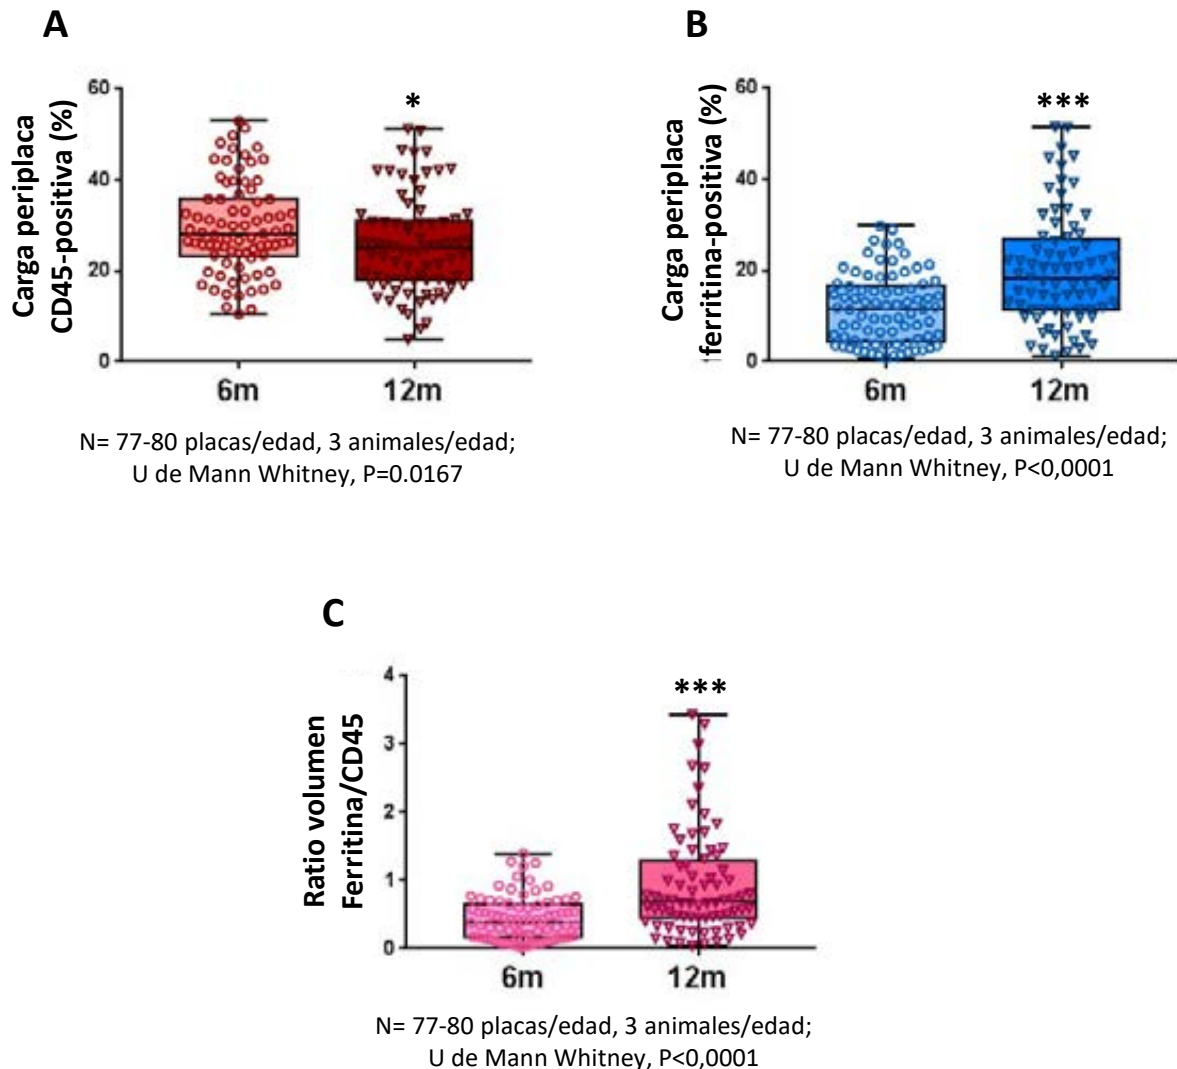 A
Carga periplaca
CD45-positiva (%)
60
40
20
0
*
6m
12m
N= 77-80 placas/edad, 3 animales/edad;
U de Mann Whitney, P=0.0167
B
Carga periplaca
ferritina-positiva (%)
60
40
20
0
***
6m
12m
N= 77-80 placas/edad, 3 animales/edad;
U de Mann Whitney, P<0,0001
C
Ratio volumen
Ferritina/CD45
4
3
2
1
0
***
6m
12m
N= 77-80 placas/edad, 3 animales/edad;
U de Mann Whitney, P<0,0001